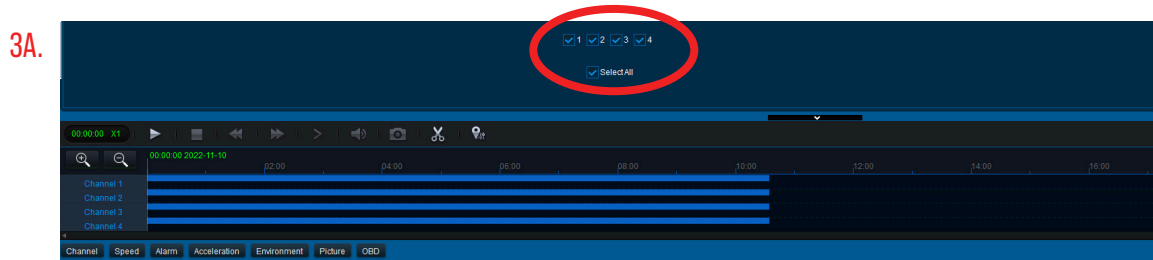 3A.
1 2 3 4
Select All
00:00:00 X1
00:00:00 2022-11-10
02:00 04:00 06:00 08:00 10:00 12:00 14:00 16:00
Channel 1
Channel 2
Channel 3
Channel 4
Channel Speed Alarm Acceleration Environment Picture OBD